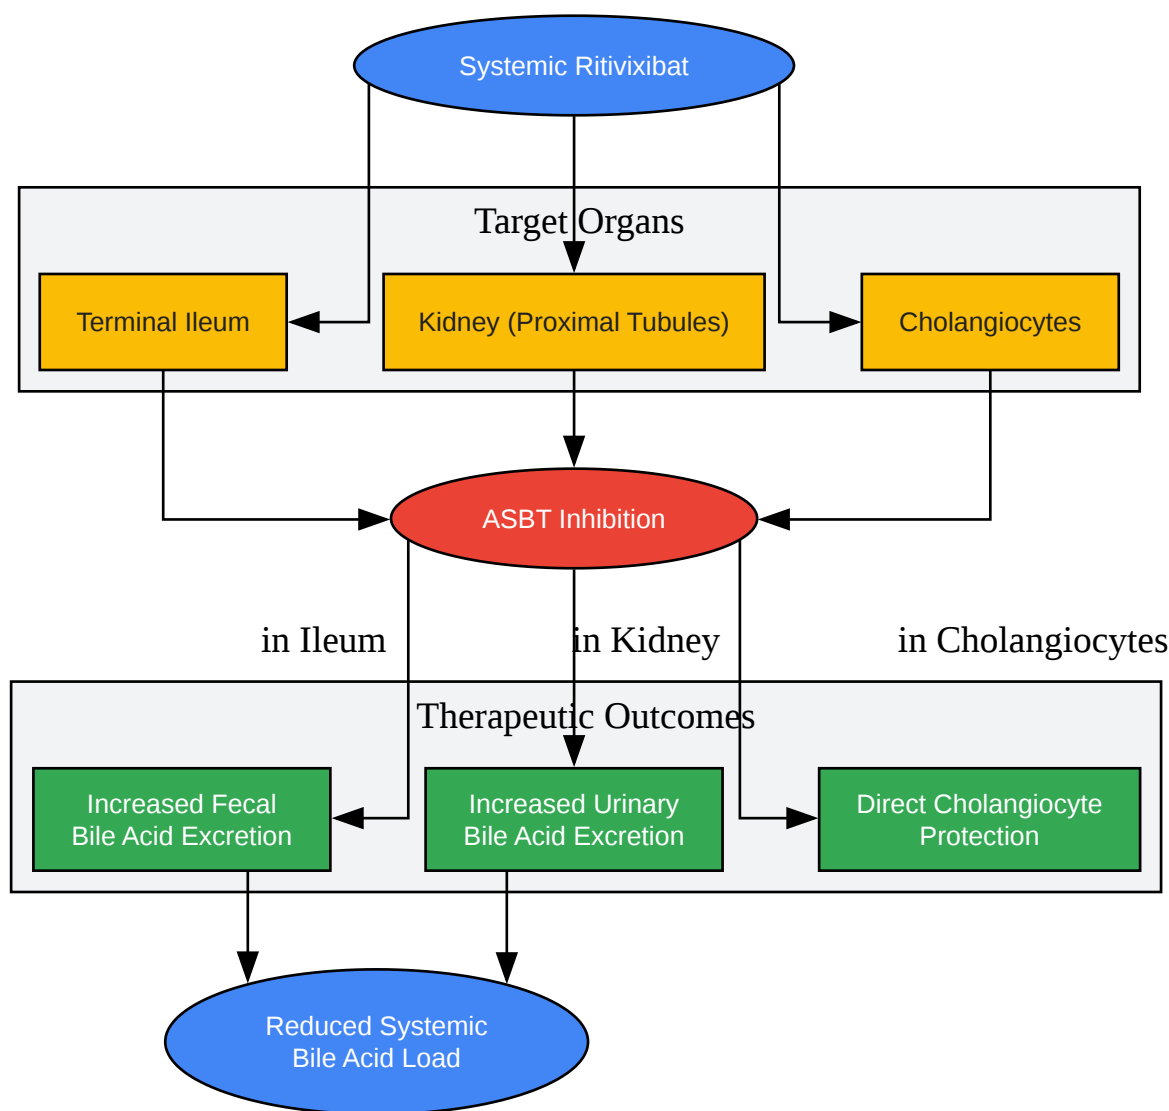 Systemic Ritivixibat
Target Organs
Terminal Ileum
Kidney (Proximal Tubules)
Cholangiocytes
ASBT Inhibition
in Ileum
in Kidney
in Cholangiocytes
Therapeutic Outcomes
Increased Fecal
Bile Acid Excretion
Increased Urinary
Bile Acid Excretion
Direct Cholangiocyte
Protection
Reduced Systemic
Bile Acid Load